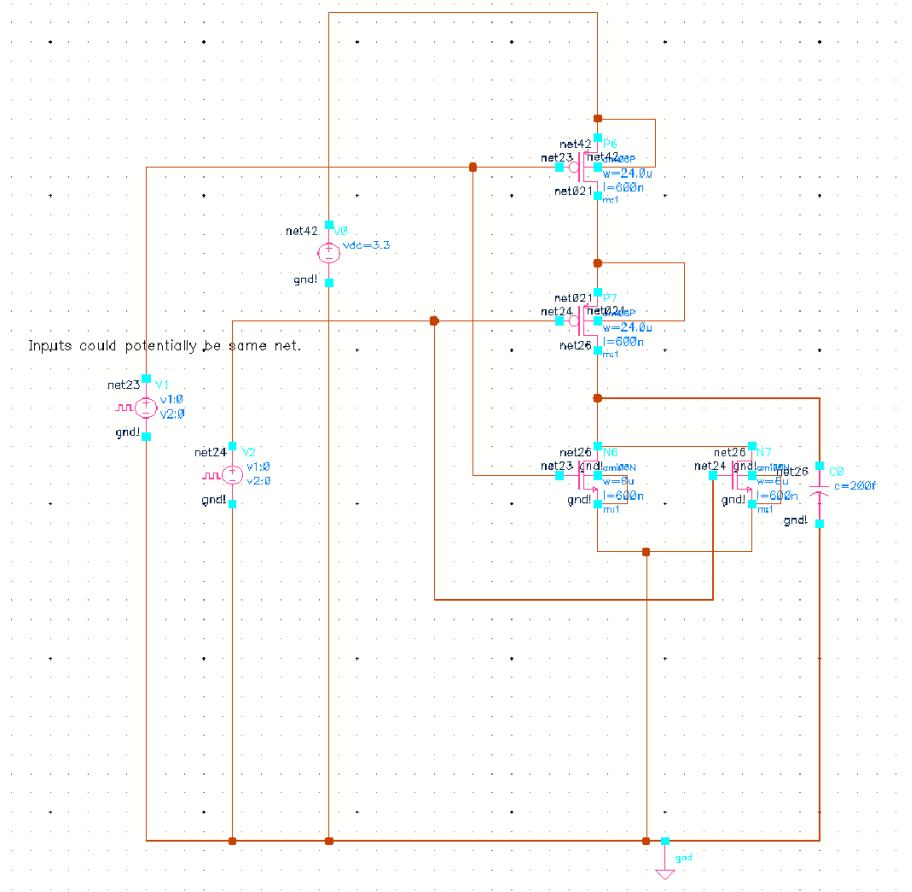 net42
P6
net23
w=24.0u
net021
l=600n
m:1
net42
V0
vdc=3.3
gnd!
net021
P7
net24
w=24.0u
net26
l=600n
m:1
Inputs could potentially be same net.
net23
V1
v1:0
v2:0
gnd!
net24
V2
v1:0
v2:0
gnd!
net26
N6
net23
gnd!
w=6u
gnd!
l=600n
m:1
net26
N7
net24
gnd!
w=6u
gnd!
l=600n
m:1
net26
C0
c=200f
gnd!
gnd